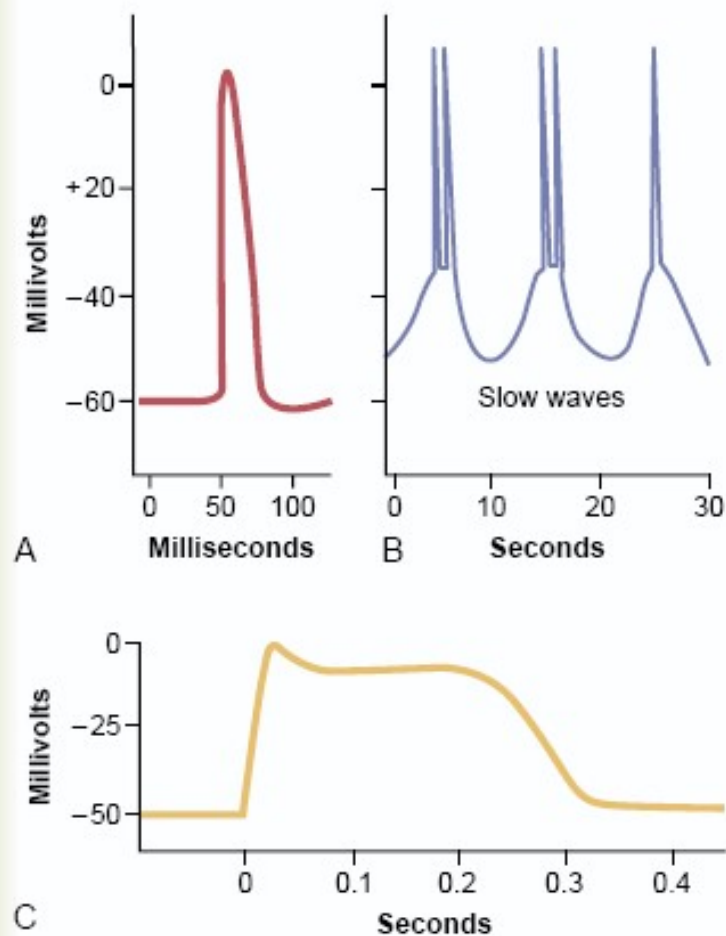 Millivolts
0
+20
–40
–60
0 50 100
Milliseconds
A
Slow waves
0 10 20 30
Seconds
B
Millivolts
0
–25
–50
0 0.1 0.2 0.3 0.4
Seconds
C